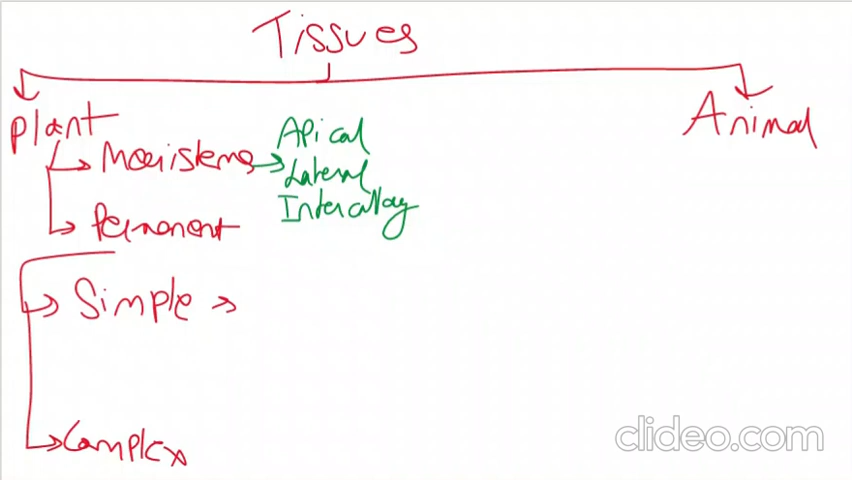 Tissues
Plant
Animal
Meristems
Apical
Lateral
Intercalary
Permanent
Simple
Complex
clideo.com